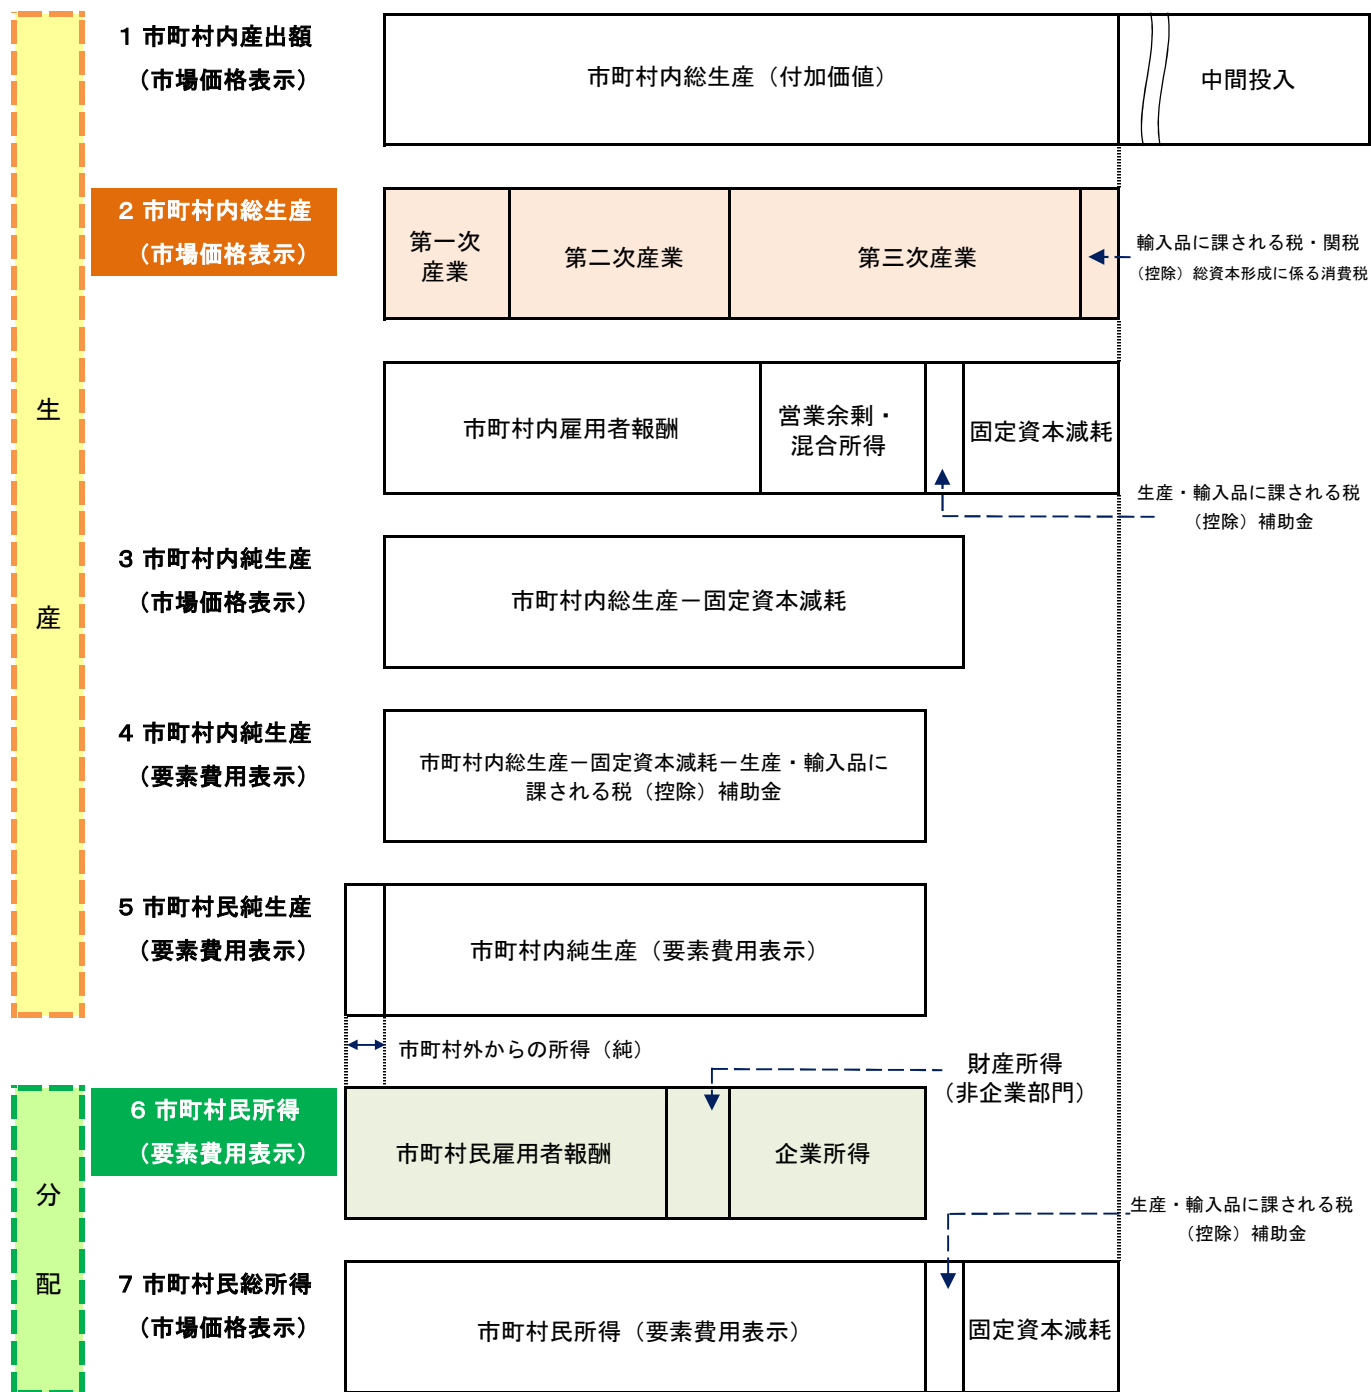 生
産
1 市町村内産出額
（市場価格表示）
市町村内総生産（付加価値）
中間投入
2 市町村内総生産
（市場価格表示）
第一次
産業
第二次産業
第三次産業
輸入品に課される税・関税
（控除）総資本形成に係る消費税
市町村内雇用者報酬
営業余剰・
混合所得
固定資本減耗
生産・輸入品に課される税
（控除）補助金
3 市町村内純生産
（市場価格表示）
市町村内総生産－固定資本減耗
4 市町村内純生産
（要素費用表示）
市町村内総生産－固定資本減耗－生産・輸入品に
課される税（控除）補助金
5 市町村民純生産
（要素費用表示）
市町村内純生産（要素費用表示）
市町村外からの所得（純）
財産所得
（非企業部門）
分
配
6 市町村民所得
（要素費用表示）
市町村民雇用者報酬
企業所得
生産・輸入品に課される税
（控除）補助金
7 市町村民総所得
（市場価格表示）
市町村民所得（要素費用表示）
固定資本減耗